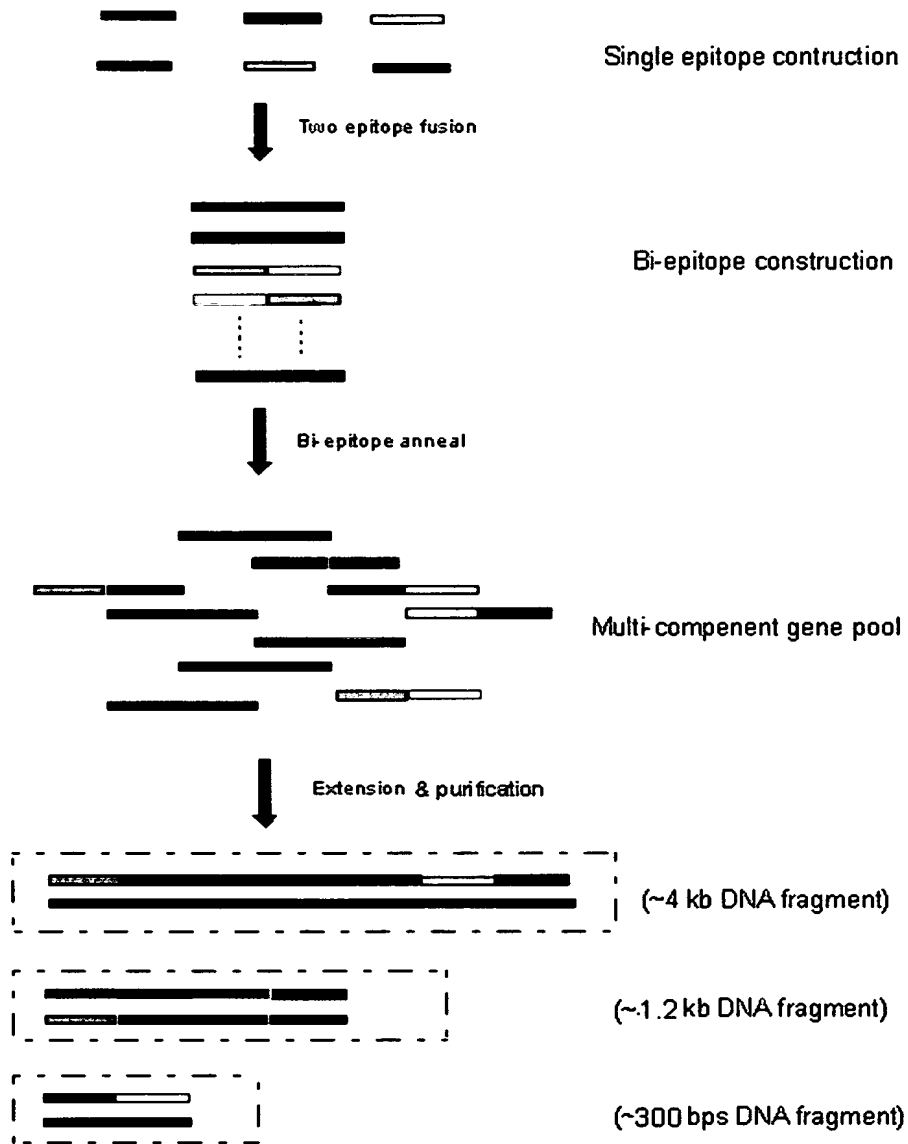 Single epitope contruction
Two epitope fusion
Bi-epitope construction
Bi-epitope anneal
Multi-compenent gene pool
Extension & purification
(~4 kb DNA fragment)
(~1.2 kb DNA fragment)
(~300 bps DNA fragment)